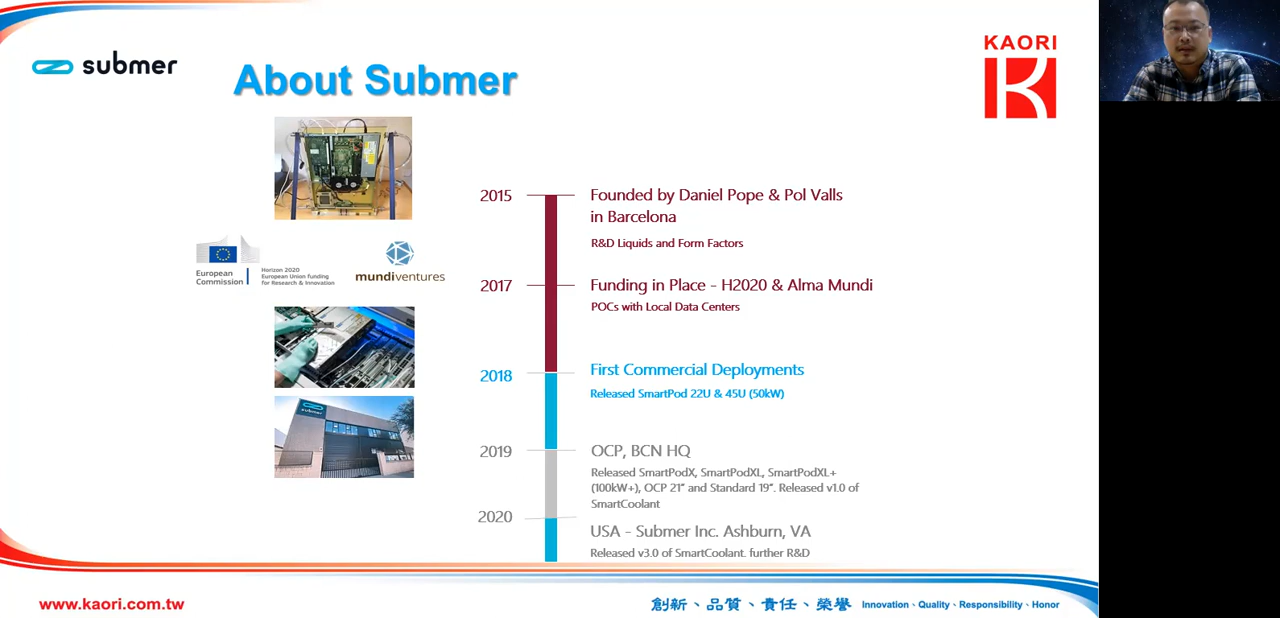 submer
About Submer
KAORI
2015
Founded by Daniel Pope & Pol Valls
in Barcelona
R&D Liquids and Form Factors
European
Commission
Horizon 2020
European Union funding
for Research & Innovation
mundiventures
2017
Funding in Place - H2020 & Alma Mundi
POCs with Local Data Centers
2018
First Commercial Deployments
Released SmartPod 22U & 45U (50kW)
submer
2019
OCP, BCN HQ
Released SmartPodX, SmartPodXL, SmartPodXL+
(100kW+), OCP 21" and Standard 19". Released v1.0 of
SmartCoolant
2020
USA - Submer Inc. Ashburn, VA
Released v3.0 of SmartCoolant. further R&D
www.kaori.com.tw
創新、品質、責任、榮譽 Innovation、Quality、Responsibility、Honor